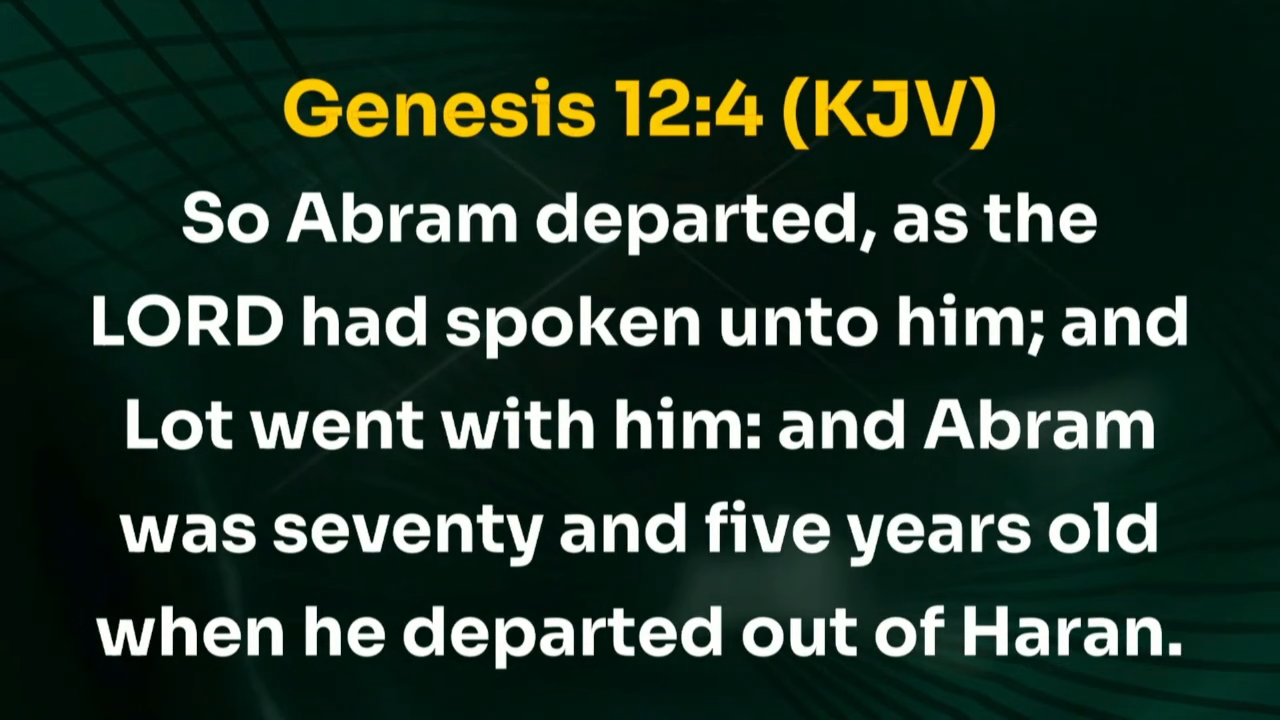 Genesis 12:4 (KJV)
So Abram departed, as the
LORD had spoken unto him; and
Lot went with him: and Abram
was seventy and five years old
when he departed out of Haran.